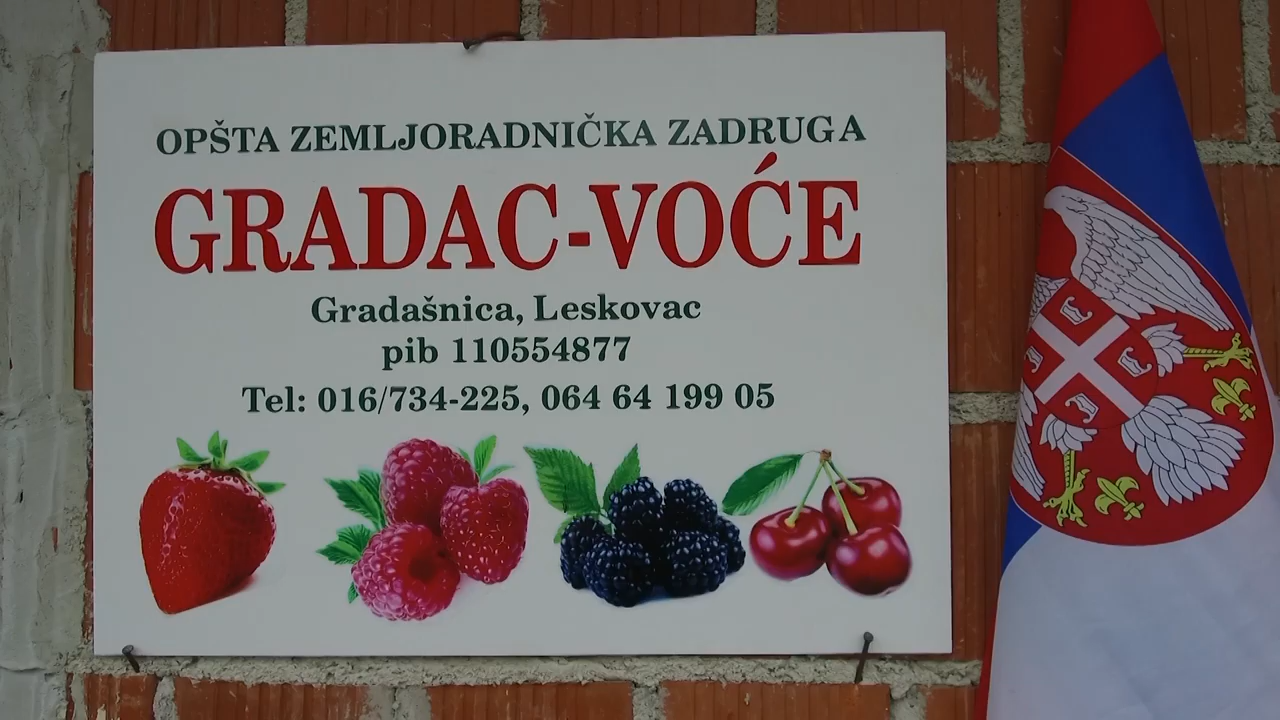 OPŠTA ZEMLJORADNIČKA ZADRUGA
GRADAC-VOĆE
Gradašnica, Leskovac
pib 110554877
Tel: 016/734-225, 064 64 199 05